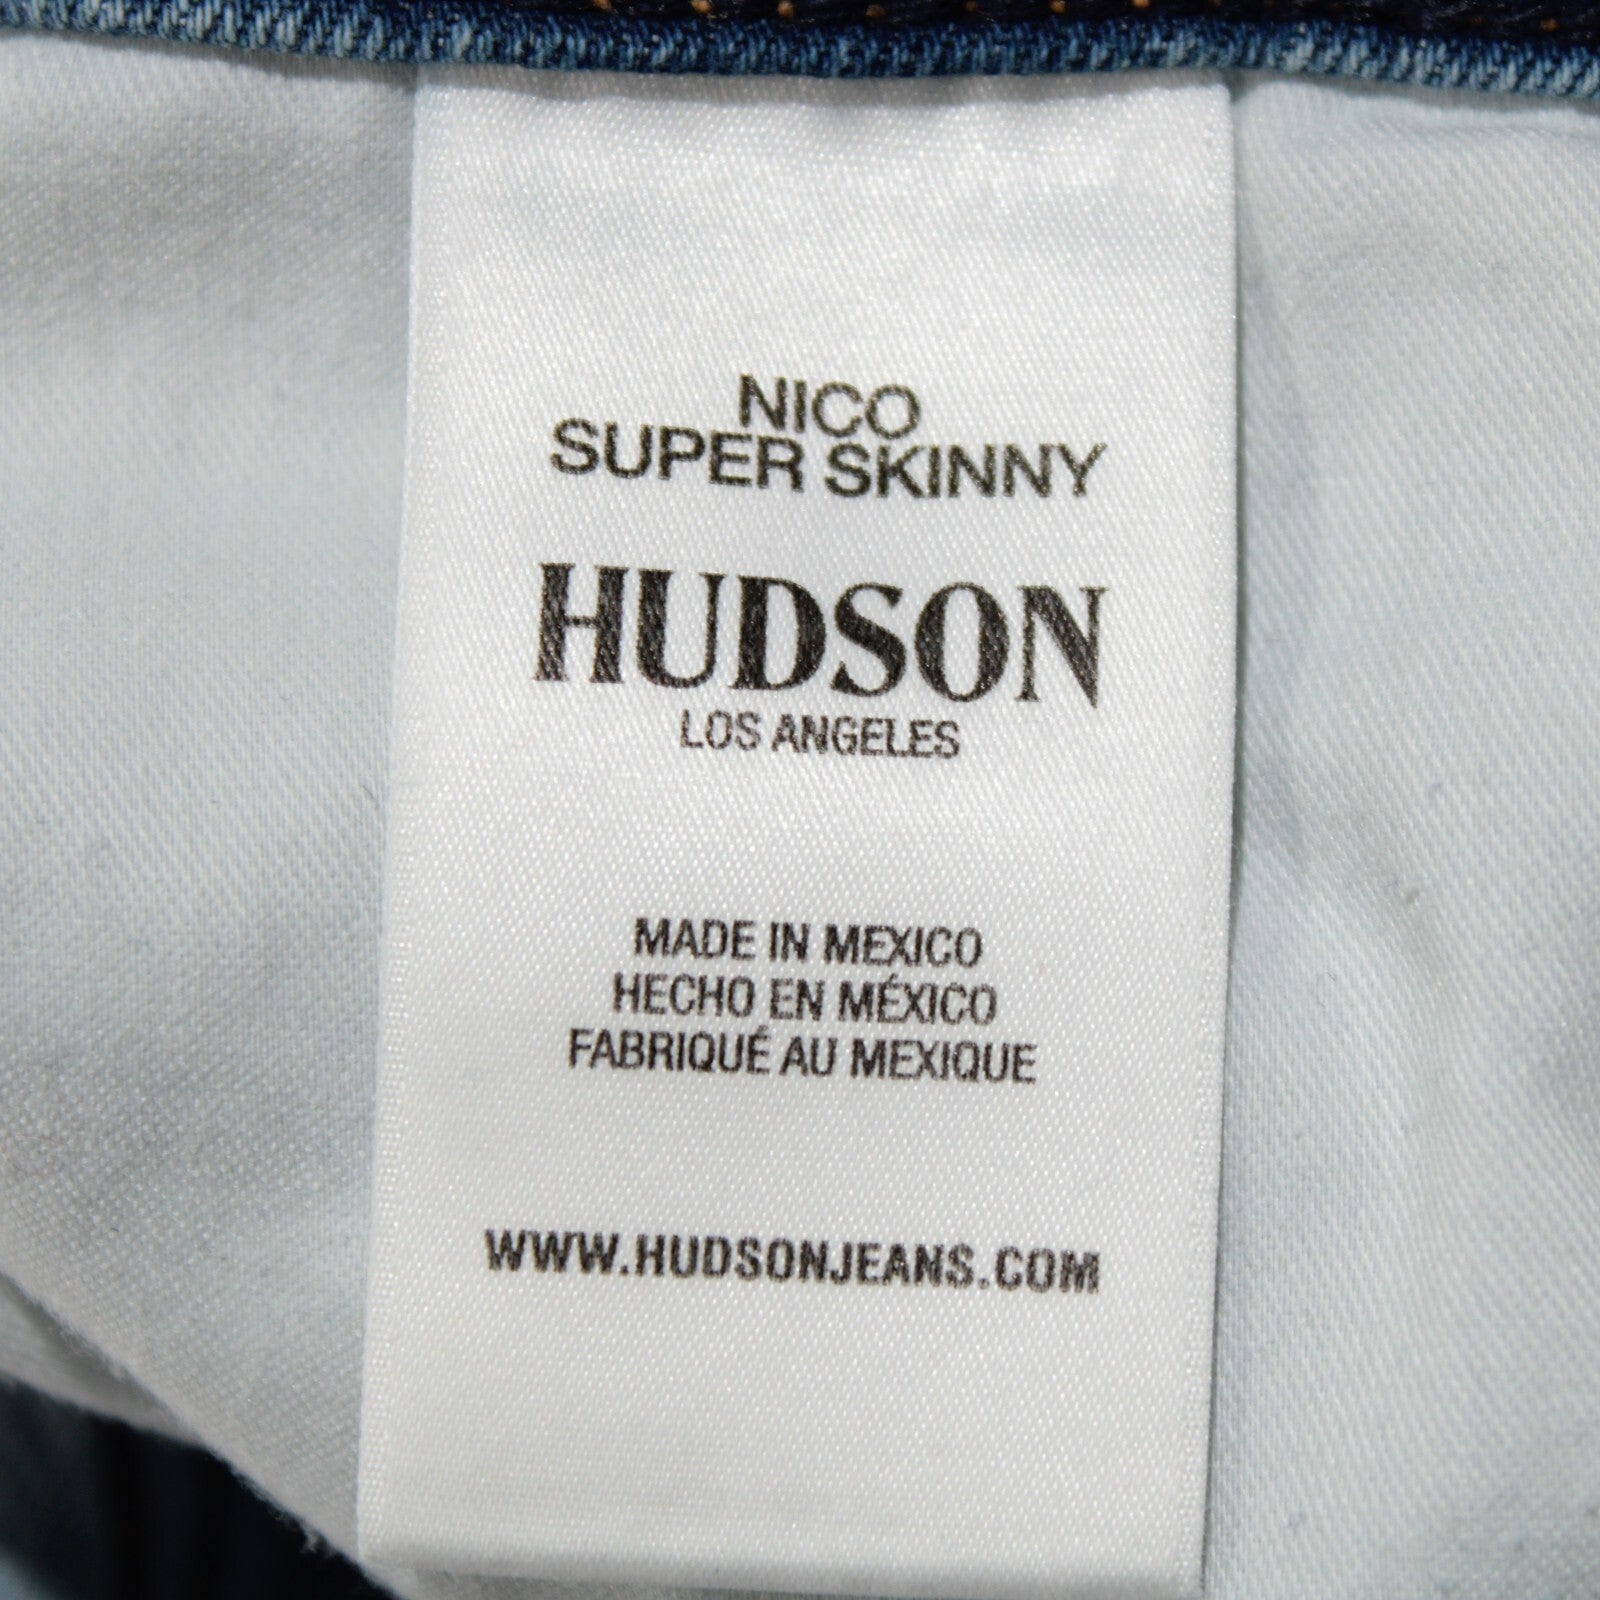 NICO
SUPER SKINNY
HUDSON
LOS ANGELES
MADE IN MEXICO
HECHO EN MÉXICO
FABRIQUÉ AU MEXIQUE
WWW.HUDSONJEANS.COM